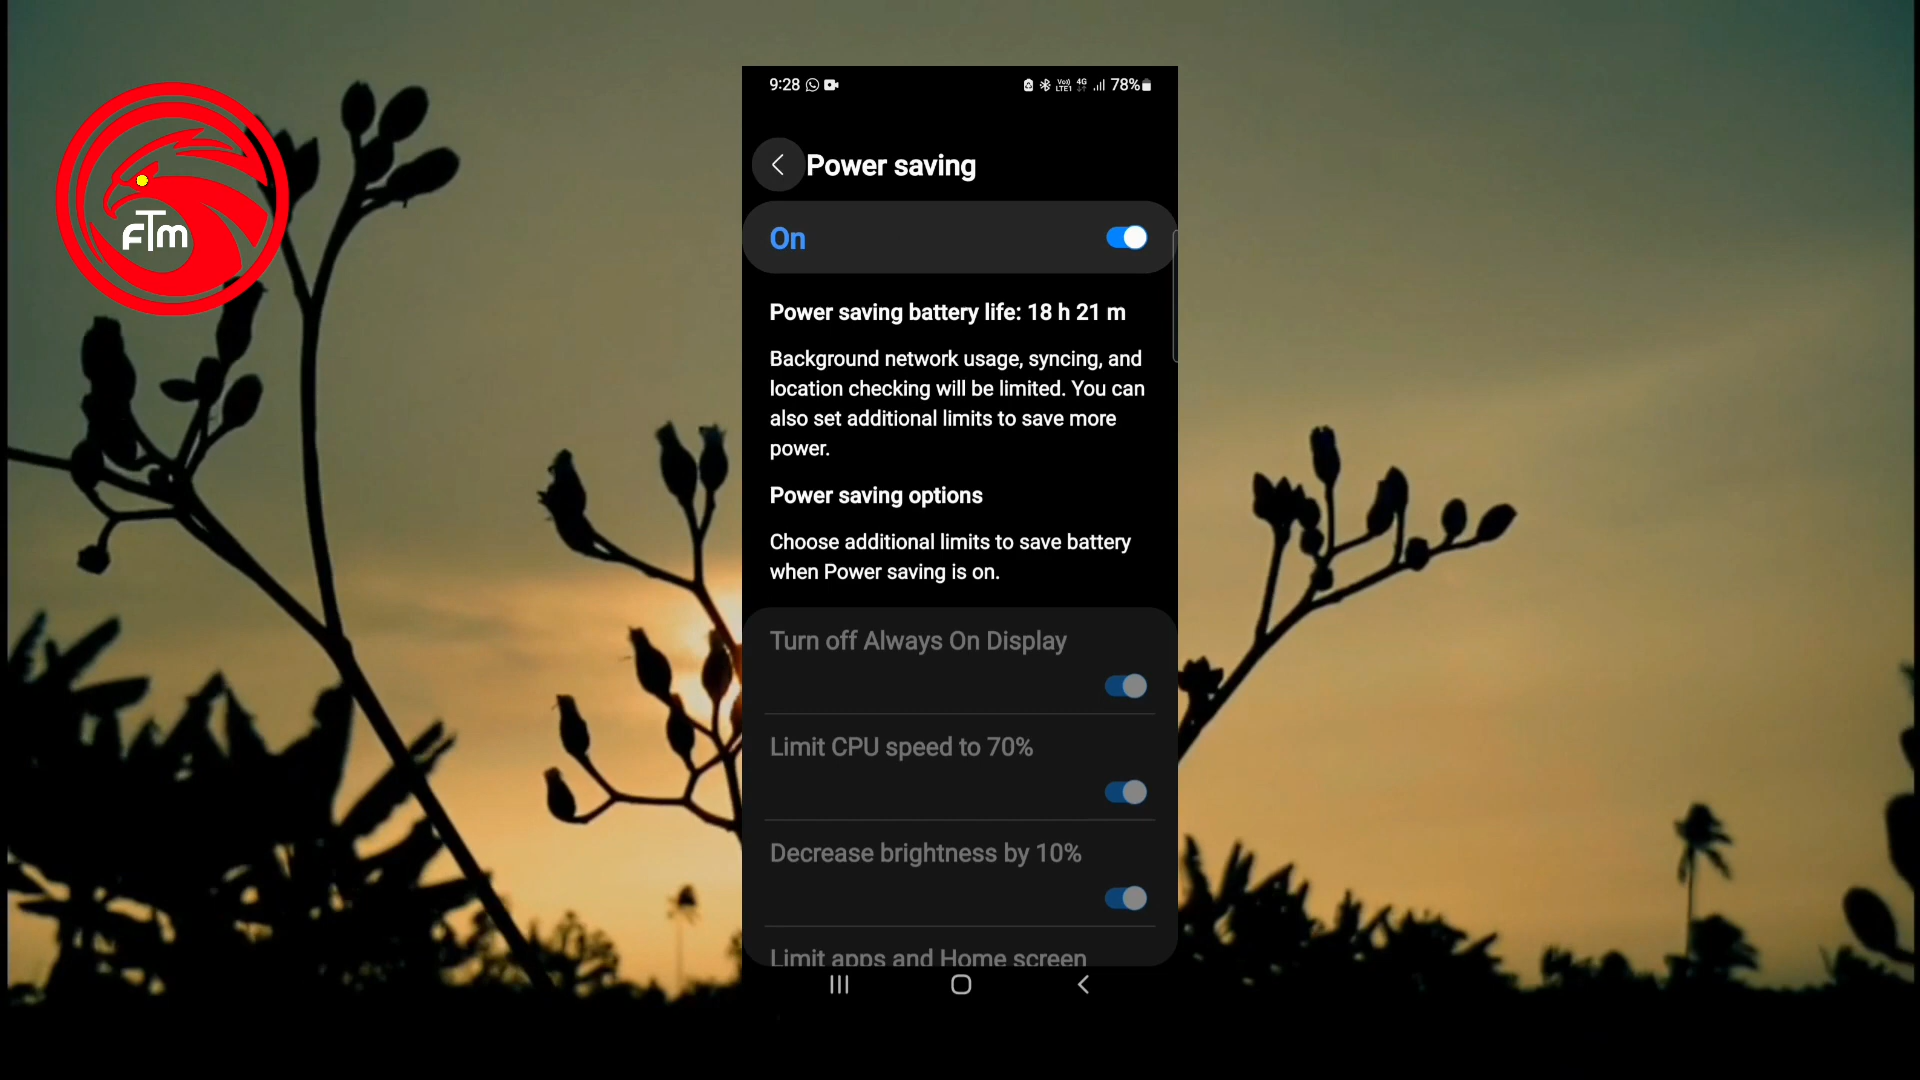 FTM
9:28
Vo))
LTE1
4G
78%
Power saving
On
Power saving battery life: 18 h 21 m
Background network usage, syncing, and
location checking will be limited. You can
also set additional limits to save more
power.
Power saving options
Choose additional limits to save battery
when Power saving is on.
Turn off Always On Display
Limit CPU speed to 70%
Decrease brightness by 10%
Limit apps and Home screen